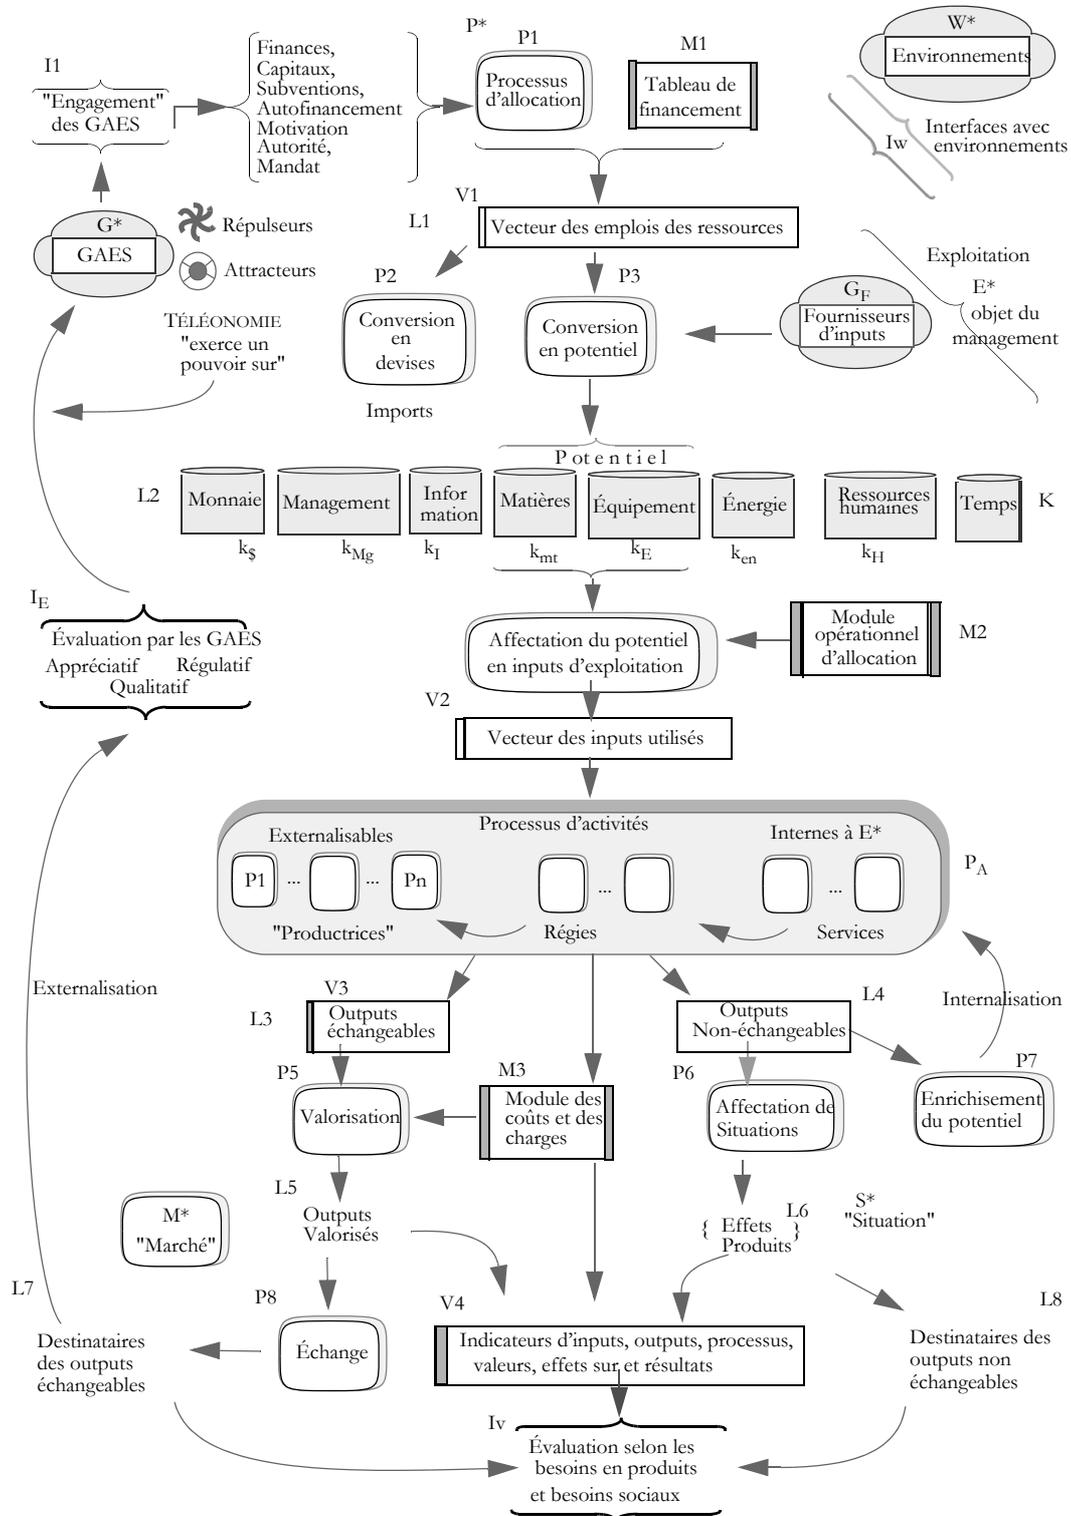 P*
P1
M1
W*
Environnements
I1
"Engagement"
des GAES
Finances,
Capitaux,
Subventions,
Autofinancement
Motivation
Autorité,
Mandat
Processus
d'allocation
Tableau de
financement
Iw
Interfaces avec
environnements
G*
GAES
Répulseurs
Attracteurs
L1
V1
Vecteur des emplois des ressources
TÉLÉONOMIE
"exerce un
pouvoir sur"
P2
Conversion
en
devises
Imports
P3
Conversion
en potentiel
GF
Fournisseurs
d'inputs
Exploitation
E*
objet du
management
Potentiel
L2
Monnaie
Management
Infor
mation
Matières
Équipement
Énergie
Ressources
humaines
Temps
K
k$
kMg
kI
kmt
kE
ken
kH
IE
Évaluation par les GAES
Appréciatif Régulatif
Qualitatif
Affectation du potentiel
en inputs d'exploitation
Module
opérationnel
d'allocation
M2
V2
Vecteur des inputs utilisés
Processus d'activités
Externalisables
Internes à E*
PA
P1 ... ... Pn
...
...
"Productrices"
Régies
Services
Externalisation
Internalisation
L3
V3
Outputs
échangeables
Outputs
Non-échangeables
L4
P5
Valorisation
M3
Module des
coûts et des
charges
P6
Affectation de
Situations
P7
Enrichisement
du potentiel
L5
Outputs
Valorisés
M*
"Marché"
L6
{ Effets }
Produits
S*
"Situation"
L7
P8
Échange
V4
Indicateurs d'inputs, outputs, processus,
valeurs, effets sur et résultats
L8
Destinataires
des outputs
échangeables
Destinataires des
outputs non
échangeables
Iv
Évaluation selon les
besoins en produits
et besoins sociaux